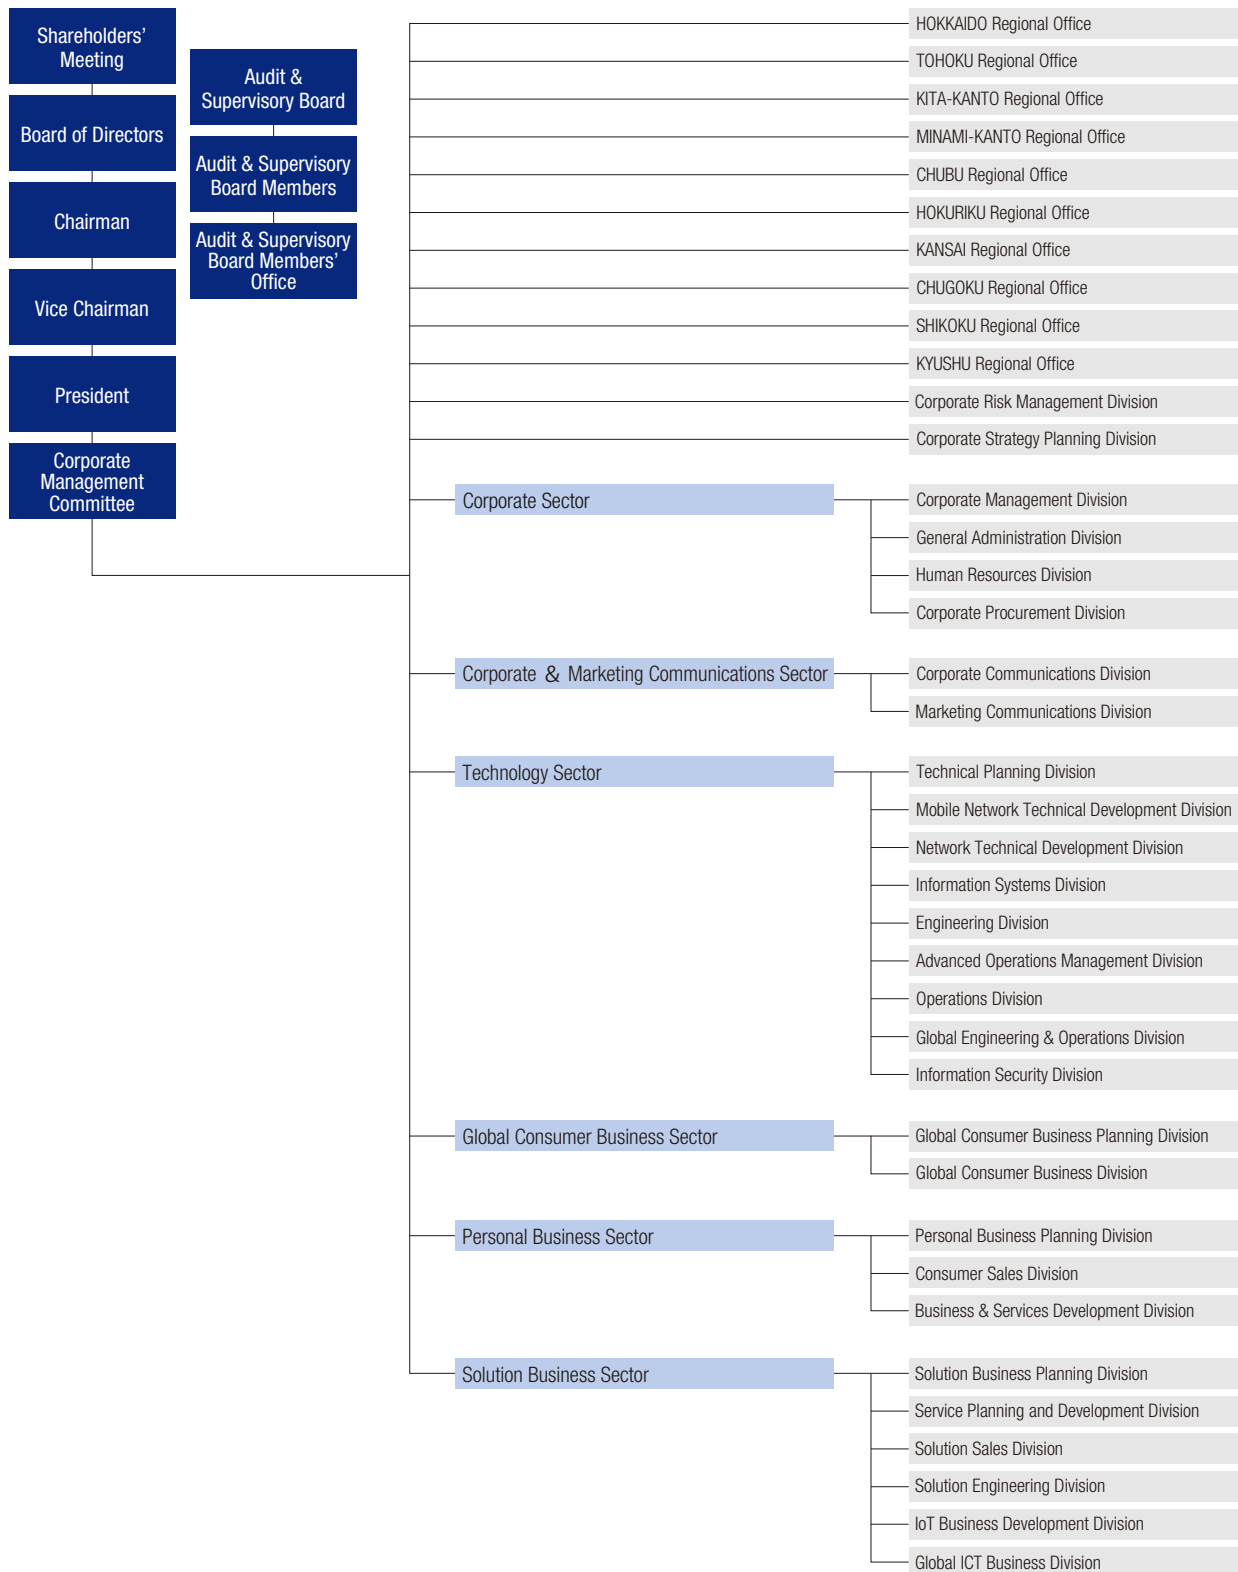 Shareholders’
Meeting
Board of Directors
Chairman
Vice Chairman
President
Corporate
Management
Committee
Audit &
Supervisory Board
Audit & Supervisory
Board Members
Audit & Supervisory
Board Members’
Office
HOKKAIDO Regional Office
TOHOKU Regional Office
KITA-KANTO Regional Office
MINAMI-KANTO Regional Office
CHUBU Regional Office
HOKURIKU Regional Office
KANSAI Regional Office
CHUGOKU Regional Office
SHIKOKU Regional Office
KYUSHU Regional Office
Corporate Risk Management Division
Corporate Strategy Planning Division
Corporate Sector
Corporate Management Division
General Administration Division
Human Resources Division
Corporate Procurement Division
Corporate & Marketing Communications Sector
Corporate Communications Division
Marketing Communications Division
Technology Sector
Technical Planning Division
Mobile Network Technical Development Division
Network Technical Development Division
Information Systems Division
Engineering Division
Advanced Operations Management Division
Operations Division
Global Engineering & Operations Division
Information Security Division
Global Consumer Business Sector
Global Consumer Business Planning Division
Global Consumer Business Division
Personal Business Sector
Personal Business Planning Division
Consumer Sales Division
Business & Services Development Division
Solution Business Sector
Solution Business Planning Division
Service Planning and Development Division
Solution Sales Division
Solution Engineering Division
IoT Business Development Division
Global ICT Business Division